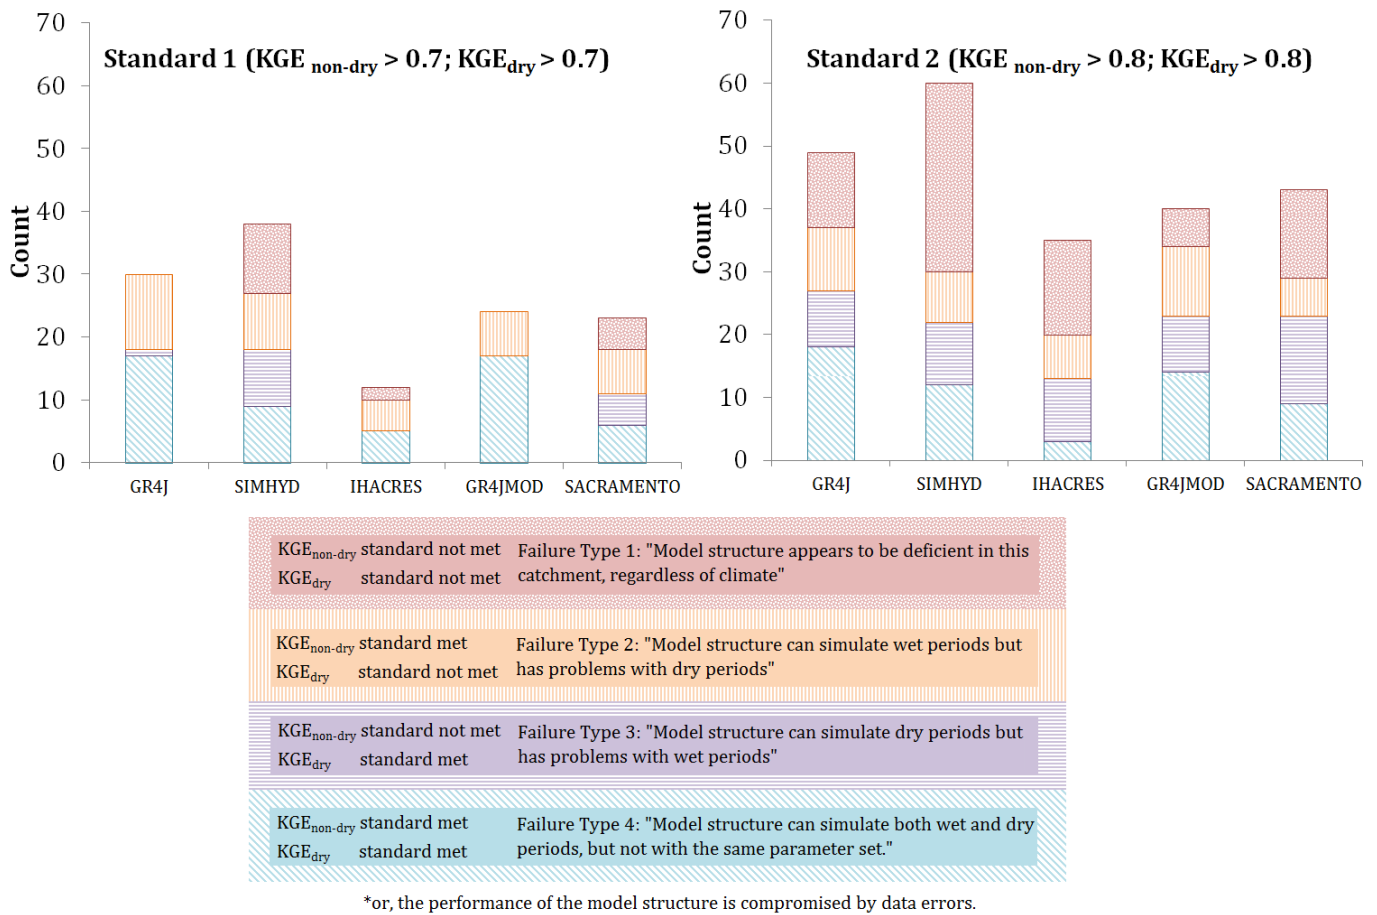 Standard 1 (KGE non-dry > 0.7; KGEdry > 0.7)
Count
70
60
50
40
30
20
10
0
GR4J SIMHYD IHACRES GR4JMOD SACRAMENTO
Standard 2 (KGE non-dry > 0.8; KGEdry > 0.8)
Count
70
60
50
40
30
20
10
0
GR4J SIMHYD IHACRES GR4JMOD SACRAMENTO
KGEnon-dry standard not met
KGEdry standard not met
Failure Type 1: "Model structure appears to be deficient in this
catchment, regardless of climate"
KGEnon-dry standard met
KGEdry standard not met
Failure Type 2: "Model structure can simulate wet periods but
has problems with dry periods"
KGEnon-dry standard not met
KGEdry standard met
Failure Type 3: "Model structure can simulate dry periods but
has problems with wet periods"
KGEnon-dry standard met
KGEdry standard met
Failure Type 4: "Model structure can simulate both wet and dry
periods, but not with the same parameter set."
*or, the performance of the model structure is compromised by data errors.